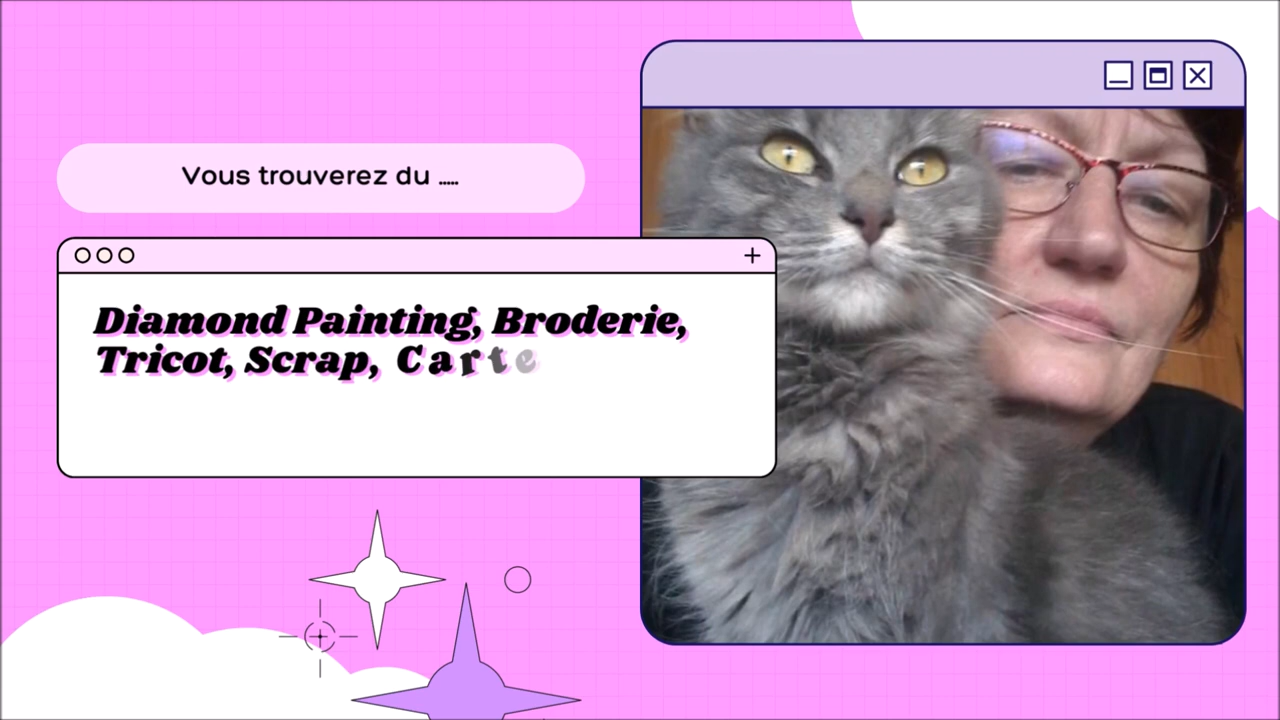 Vous trouverez du .....
Diamond Painting, Broderie,
Tricot, Scrap, Carte